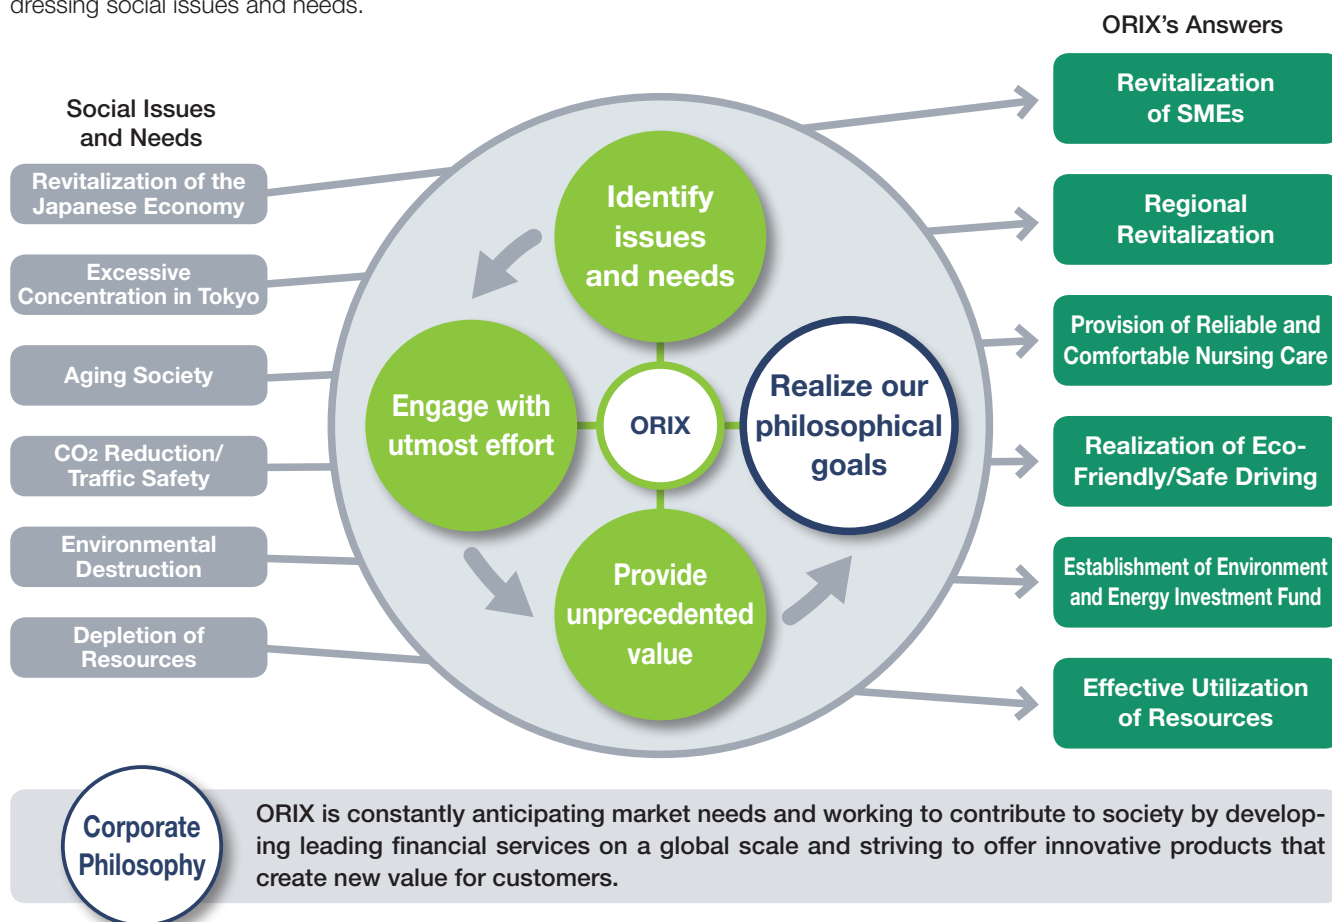 dressing social issues and needs.
Social Issues
and Needs
Revitalization of the
Japanese Economy
Excessive
Concentration in Tokyo
Aging Society
CO2 Reduction/
Traffic Safety
Environmental
Destruction
Depletion of
Resources
Identify
issues
and needs
Engage with
utmost effort
ORIX
Realize our
philosophical
goals
Provide
unprecedented
value
ORIX’s Answers
Revitalization
of SMEs
Regional
Revitalization
Provision of Reliable and
Comfortable Nursing Care
Realization of Eco-
Friendly/Safe Driving
Establishment of Environment
and Energy Investment Fund
Effective Utilization
of Resources
Corporate
Philosophy
ORIX is constantly anticipating market needs and working to contribute to society by develop-
ing leading financial services on a global scale and striving to offer innovative products that
create new value for customers.